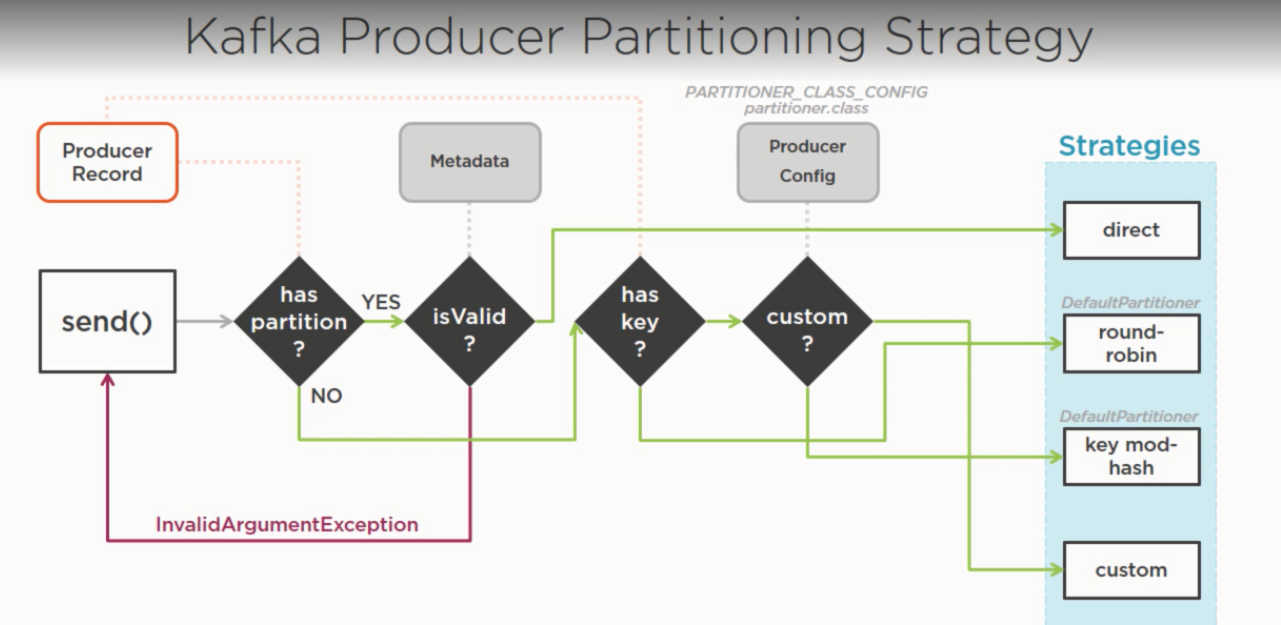 Kafka Producer Partitioning Strategy
PARTITIONER_CLASS_CONFIG
partitioner.class
Producer
Record
Metadata
Producer
Config
Strategies
direct
send()
has
partition
?
YES
isValid
?
has
key
?
custom
?
DefaultPartitioner
round-
robin
NO
DefaultPartitioner
key mod-
hash
InvalidArgumentException
custom